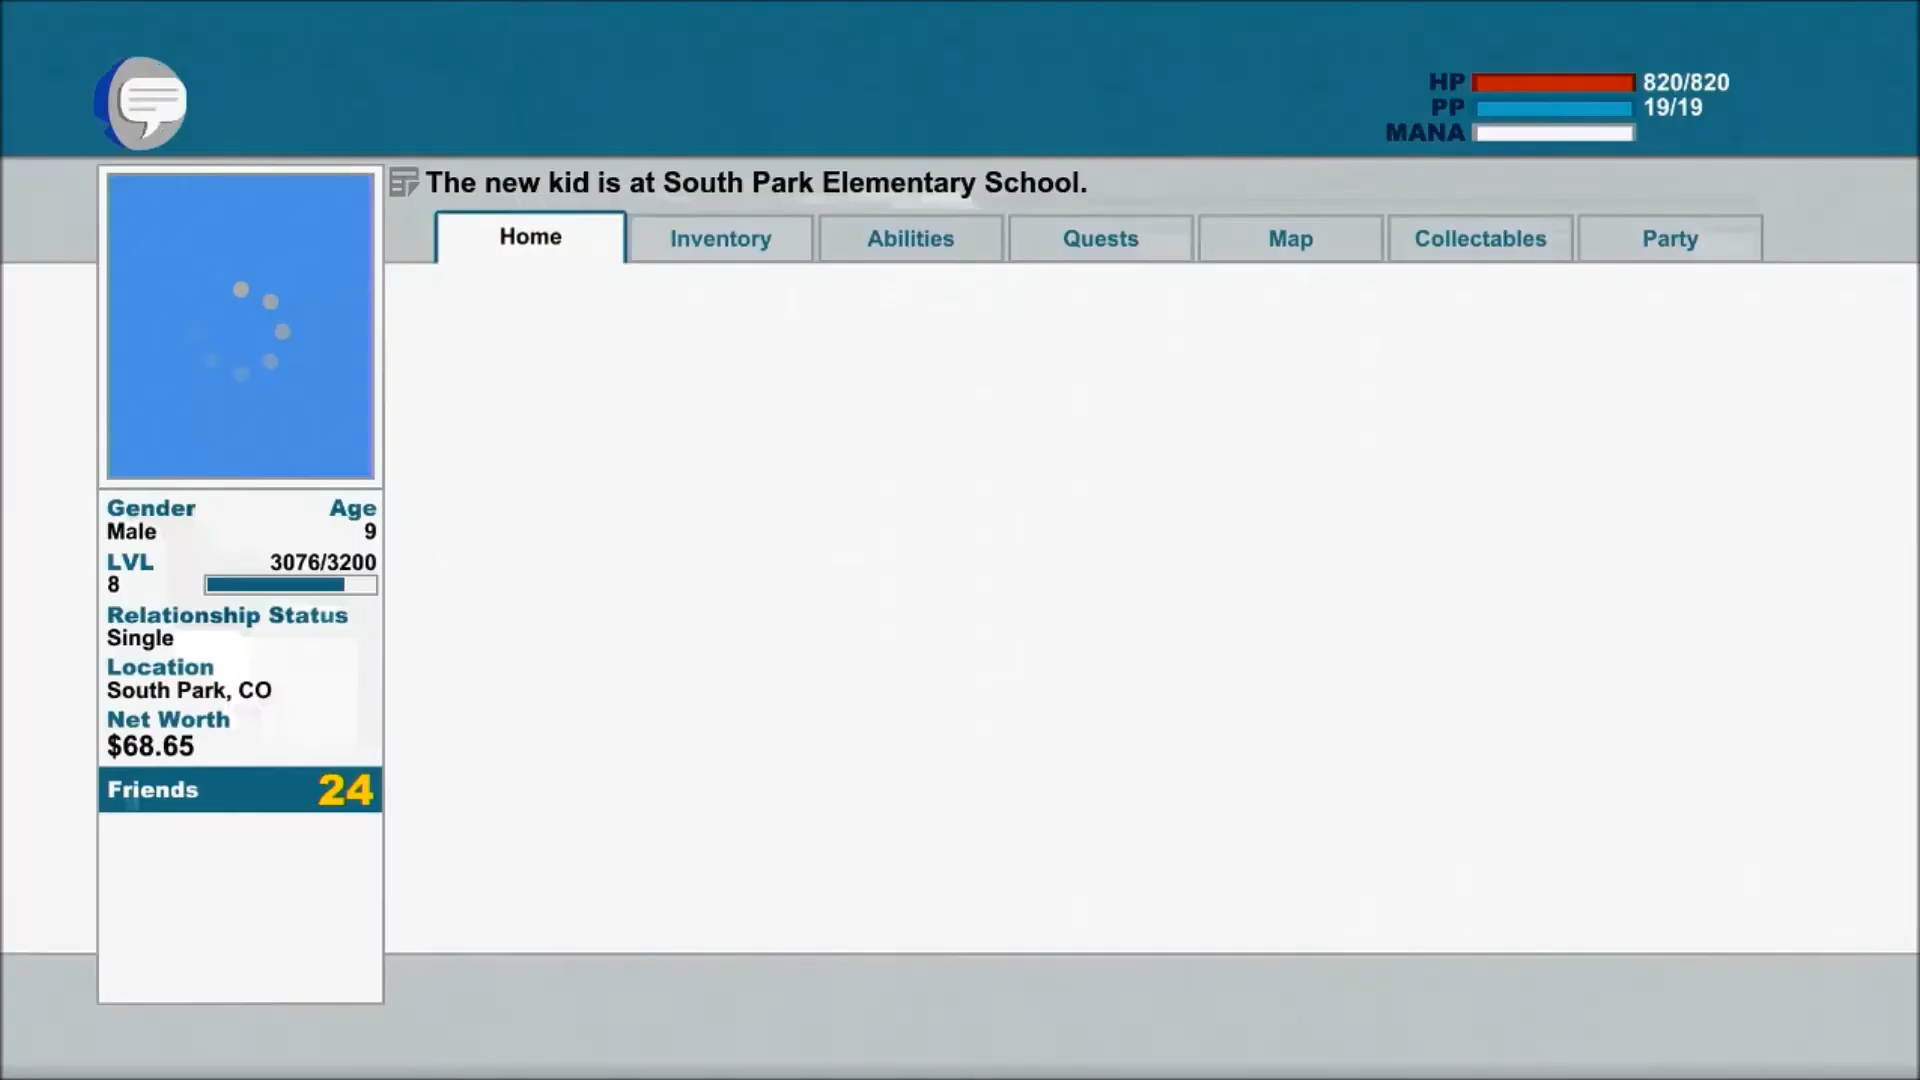 HP 820/820
PP 19/19
MANA
The new kid is at South Park Elementary School.
Home Inventory Abilities Quests Map Collectables Party
Gender Age
Male 9
LVL 3076/3200
8
Relationship Status
Single
Location
South Park, CO
Net Worth
$68.65
Friends 24